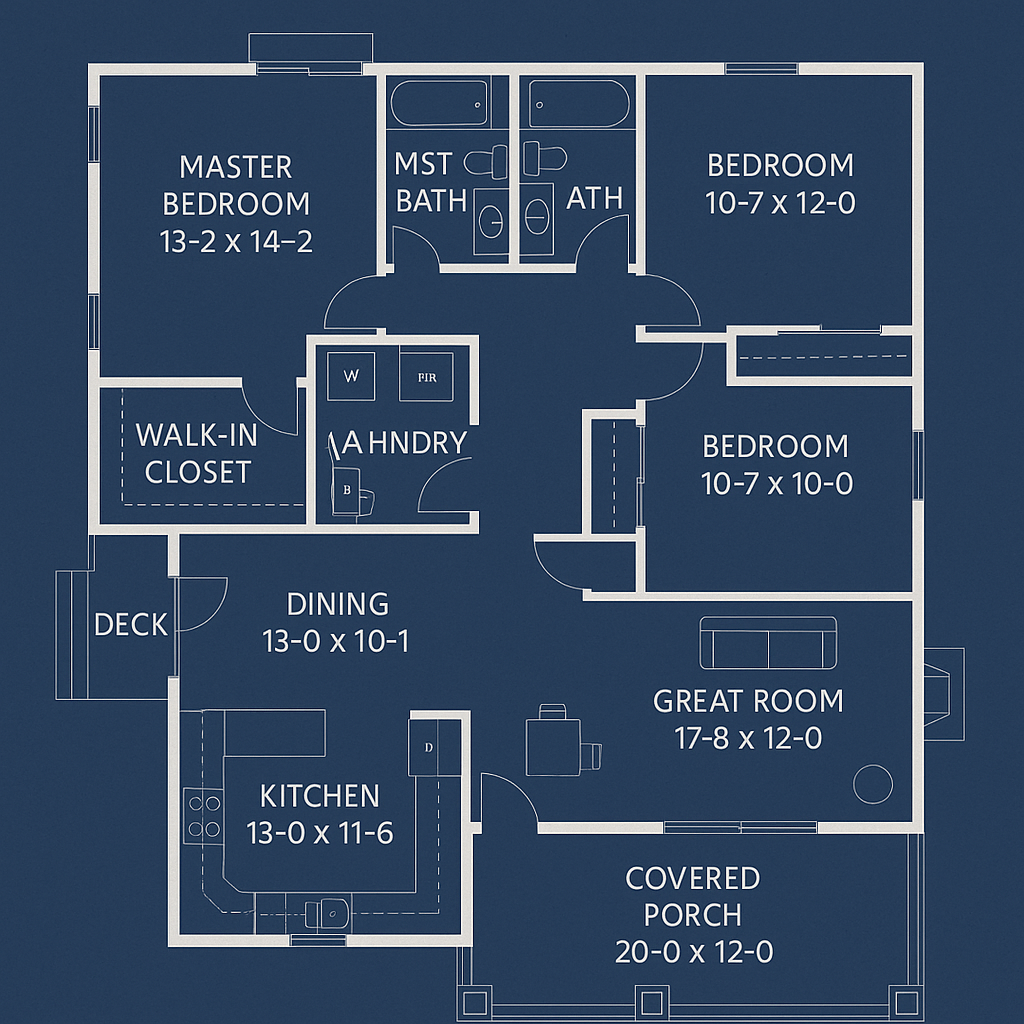 MASTER
BEDROOM
13-2 x 14-2
MST
BATH
ATH
BEDROOM
10-7 x 12-0
W
FIR
WALK-IN
CLOSET
\A HNDRY
B
BEDROOM
10-7 x 10-0
DECK
DINING
13-0 x 10-1
GREAT ROOM
17-8 x 12-0
D
KITCHEN
13-0 x 11-6
COVERED
PORCH
20-0 x 12-0